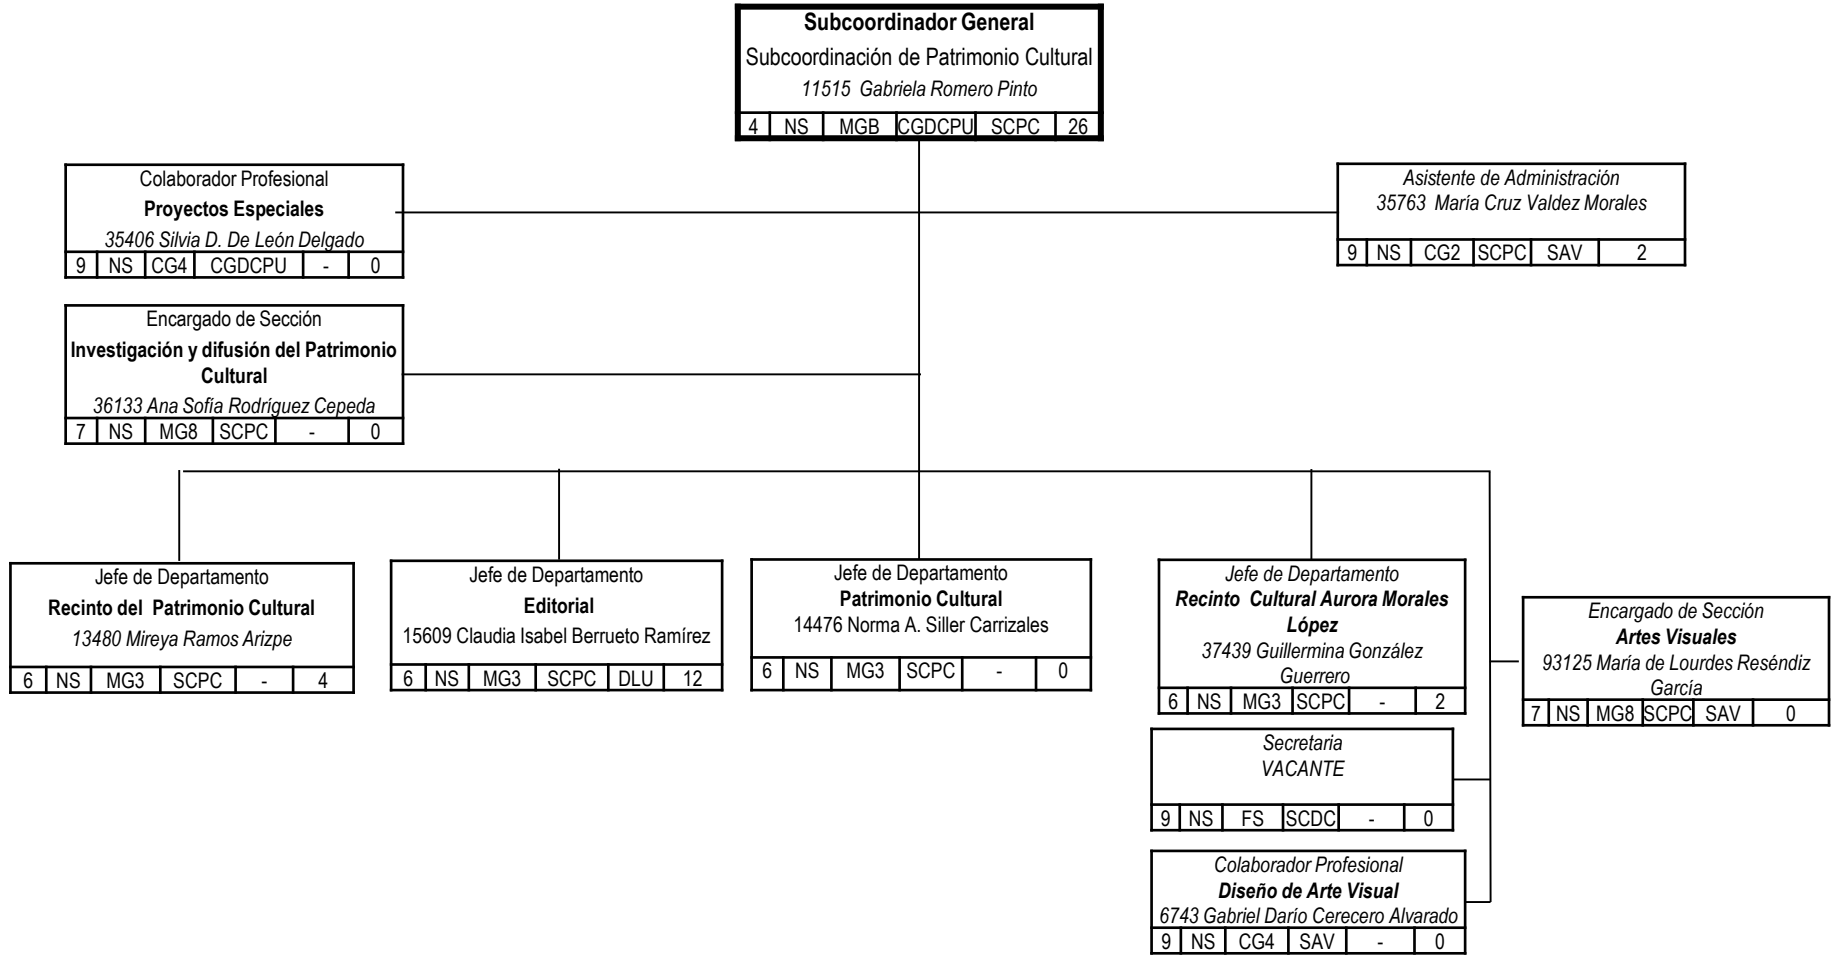 Subcoordinador General
Subcoordinación de Patrimonio Cultural
11515 Gabriela Romero Pinto
4 NS MGB CGDCPU SCPC 26
Colaborador Profesional
Proyectos Especiales
35406 Silvia D. De León Delgado
9 NS CG4 CGDCPU - 0
Asistente de Administración
35763 María Cruz Valdez Morales
9 NS CG2 SCPC SAV 2
Encargado de Sección
Investigación y difusión del Patrimonio
Cultural
36133 Ana Sofía Rodríguez Cepeda
7 NS MG8 SCPC - 0
Jefe de Departamento
Recinto del Patrimonio Cultural
13480 Mireya Ramos Arizpe
6 NS MG3 SCPC - 4
Jefe de Departamento
Editorial
15609 Claudia Isabel Berrueto Ramírez
6 NS MG3 SCPC DLU 12
Jefe de Departamento
Patrimonio Cultural
14476 Norma A. Siller Carrizales
6 NS MG3 SCPC - 0
Jefe de Departamento
Recinto Cultural Aurora Morales
López
37439 Guillermina González
Guerrero
6 NS MG3 SCPC - 2
Encargado de Sección
Artes Visuales
93125 María de Lourdes Reséndiz
García
7 NS MG8 SCPC SAV 0
Secretaria
VACANTE
9 NS FS SCDC - 0
Colaborador Profesional
Diseño de Arte Visual
6743 Gabriel Darío Cerecero Alvarado
9 NS CG4 SAV - 0